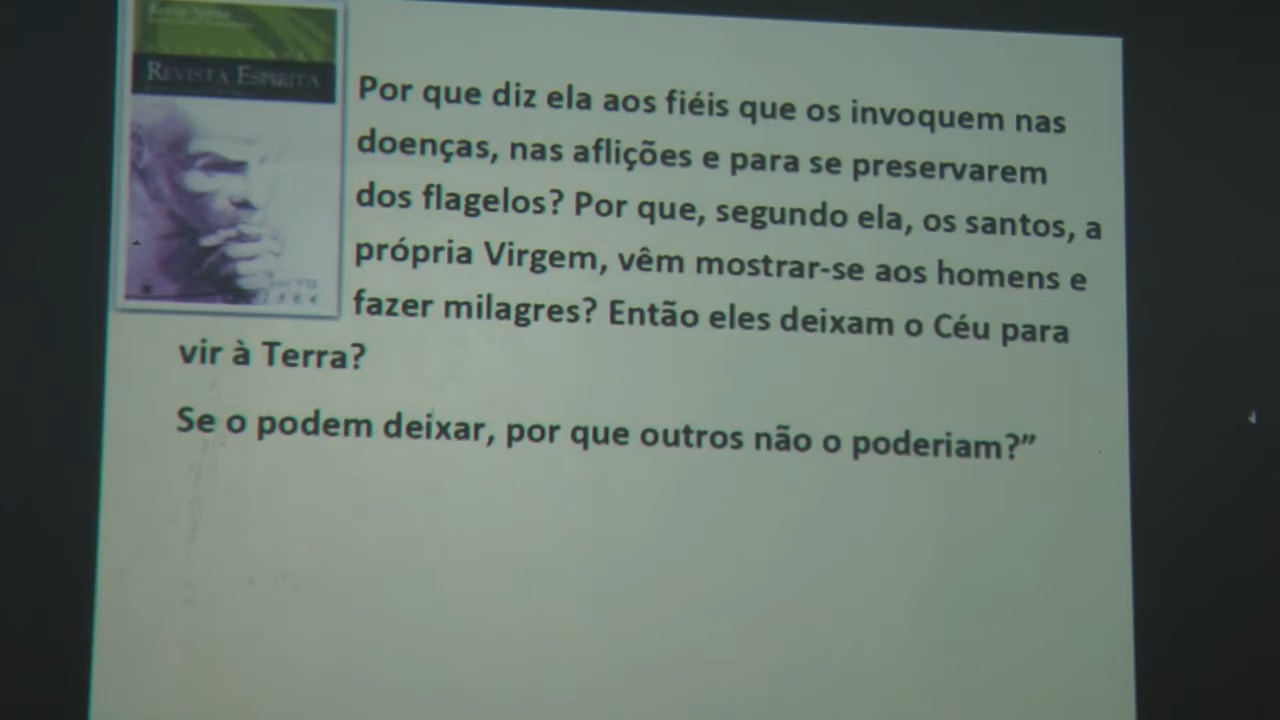 REVISTA ESPÍRITA
Por que diz ela aos fiéis que os invoquem nas
doenças, nas aflições e para se preservarem
dos flagelos? Por que, segundo ela, os santos, a
própria Virgem, vêm mostrar-se aos homens e
fazer milagres? Então eles deixam o Céu para
vir à Terra?
Se o podem deixar, por que outros não o poderiam?”